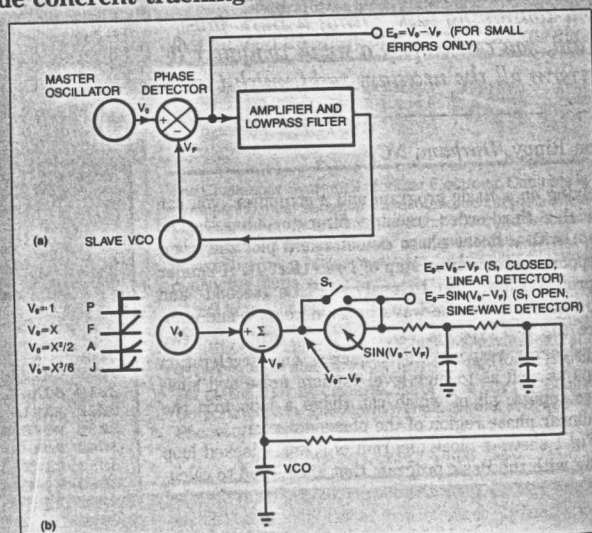 de coherent tracking
E₀=V₀−V_F (FOR SMALL
ERRORS ONLY)
MASTER
OSCILLATOR
PHASE
DETECTOR
V₀
+
−
V_F
AMPLIFIER AND
LOWPASS FILTER
(a)
SLAVE VCO
E₀=V₀−V_F (S₁ CLOSED,
LINEAR DETECTOR)
E₀=SIN(V₀−V_F) (S₁ OPEN,
SINE-WAVE DETECTOR)
S₁
V₀=1 P
V₀=X F
V₀=X²/2 A
V₀=X³/6 J
V₀
+ Σ
−
V_F
SIN(V₀−V_F)
V₀−V_F
VCO
(b)